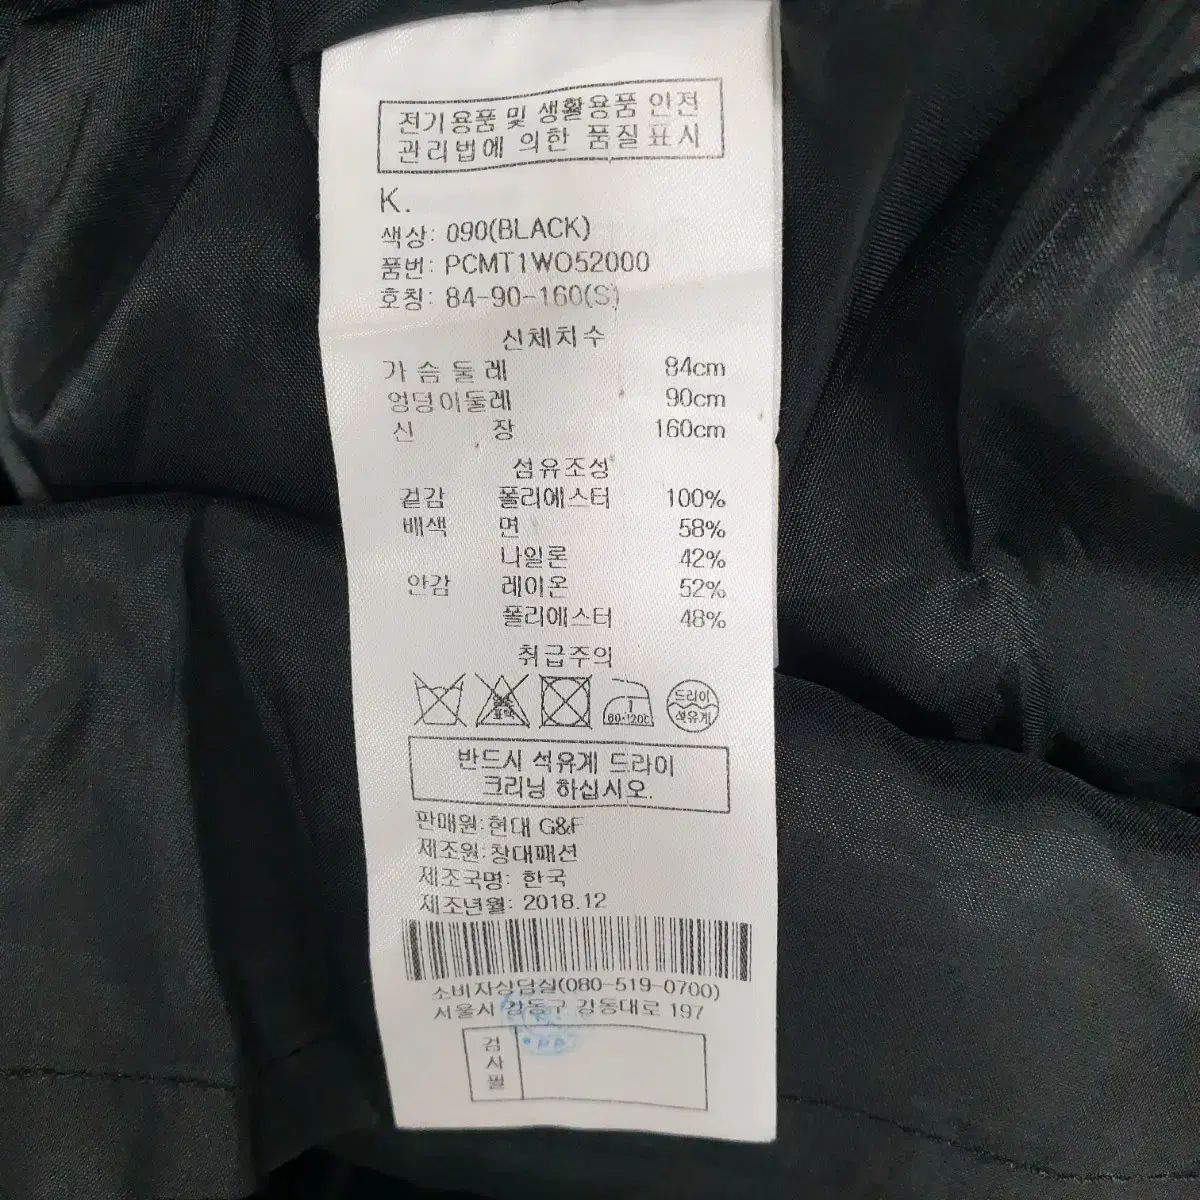 전기용품 및 생활용품 안전
관리법에 의한 품질표시
K.
색상: 090(BLACK)
품번: PCMT1WO52000
호칭: 84-90-160(S)
신체치수
가슴둘레 84cm
엉덩이둘레 90cm
신 장 160cm
섬유조성
겉감 폴리에스터 100%
배색 면 58%
나일론 42%
안감 레이온 52%
폴리에스터 48%
취급주의
염소 표백
1 80-120C
드라이 석유계
반드시 석유계 드라이
크리닝 하십시오.
판매원:현대 G&F
제조원:창대패션
제조국명: 한국
제조년월: 2018.12
소비자상담실(080-519-0700)
서울시 강동구 강동대로 197
검사필